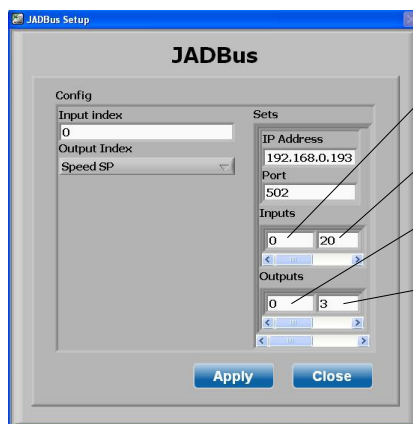 JADBus Setup
JADBus
Config
Input index
0
Output Index
Speed SP
Sets
IP Address
192.168.0.193
Port
502
Inputs
0 20
Outputs
0 3
Apply Close